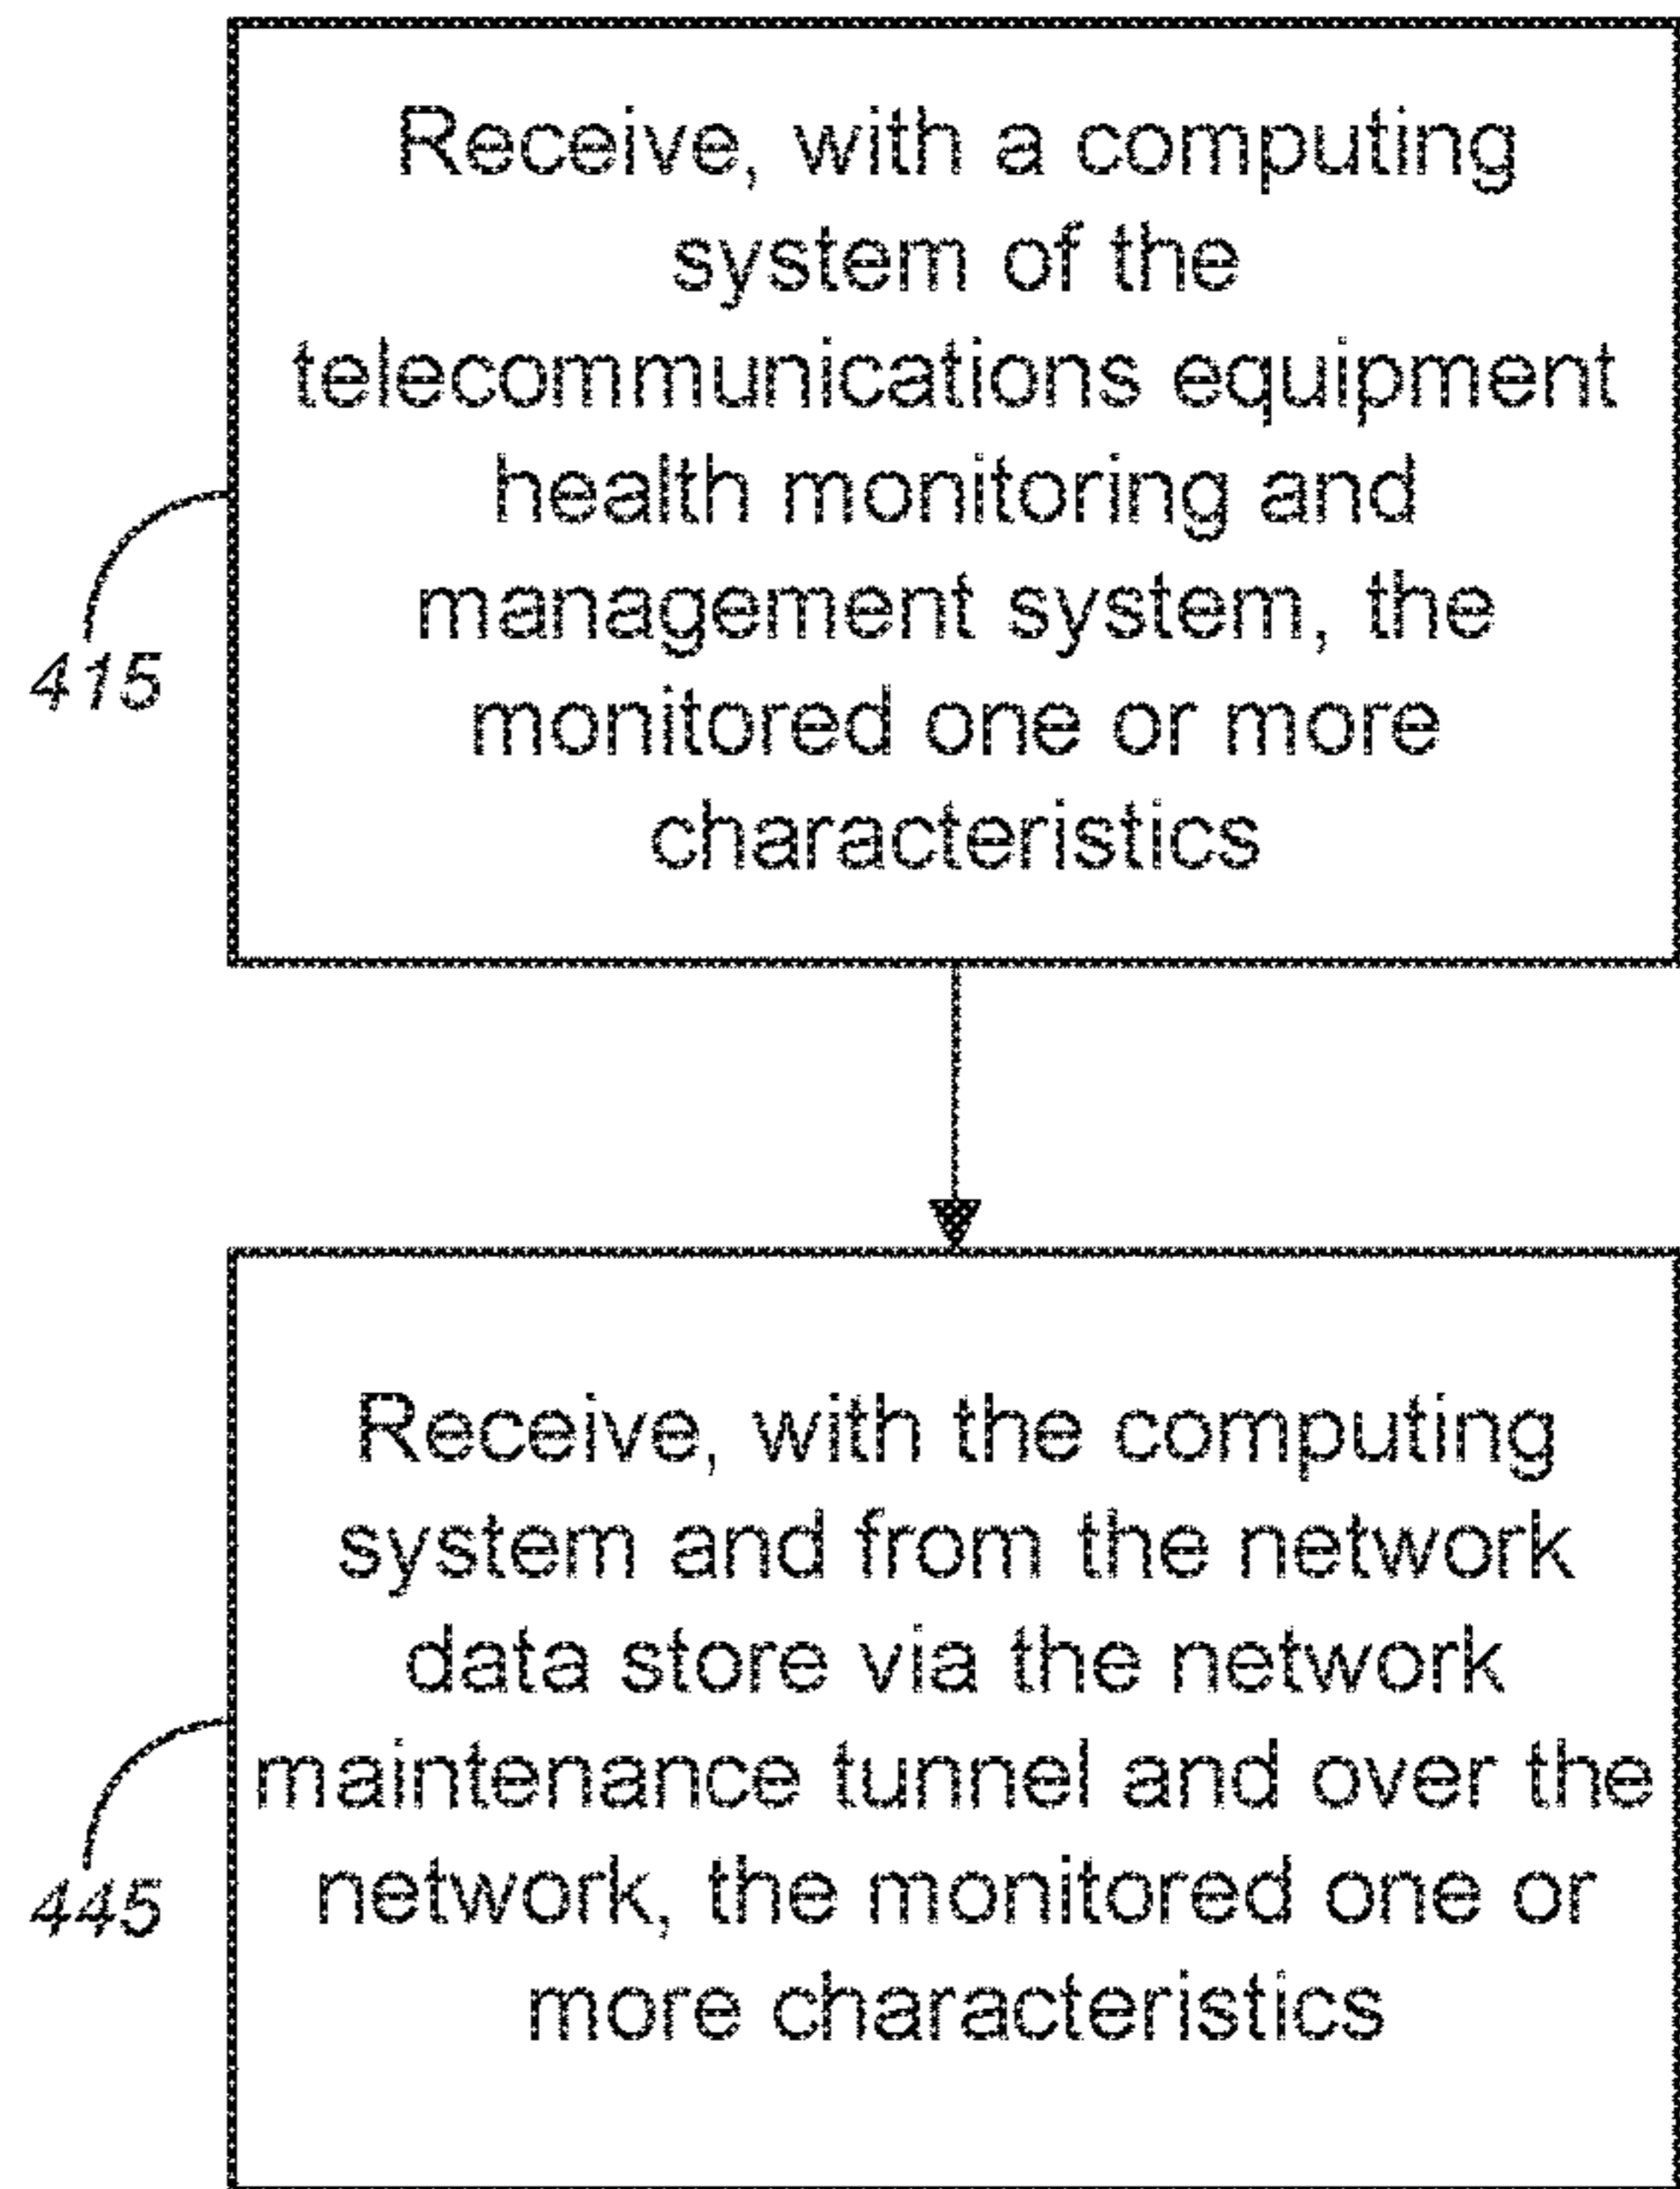 Receive, with a computing
system of the
telecommunications equipment
health monitoring and
management system, the
monitored one or more
characteristics
415
Receive, with the computing
system and from the network
data store via the network
maintenance tunnel and over the
network, the monitored one or
more characteristics
445